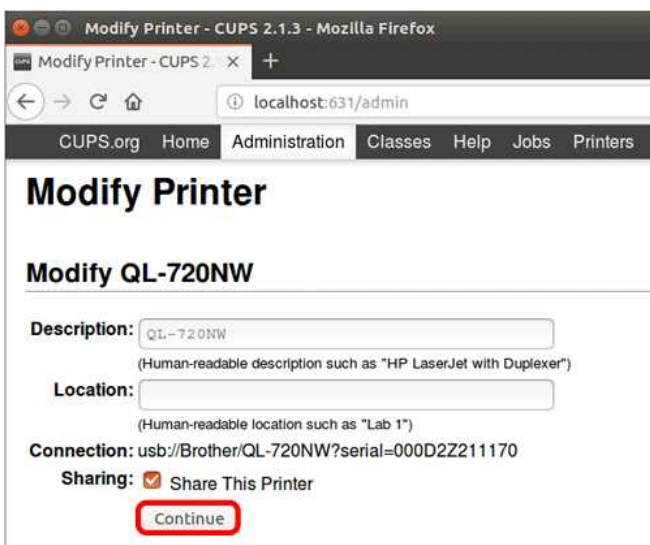 Modify Printer - CUPS 2.1.3 - Mozilla Firefox
Modify Printer - CUPS 2.
localhost:631/admin
CUPS.org Home Administration Classes Help Jobs Printers
Modify Printer
Modify QL-720NW
Description: QL-720NW
(Human-readable description such as "HP LaserJet with Duplexer")
Location:
(Human-readable location such as "Lab 1")
Connection: usb://Brother/QL-720NW?serial=000D2Z211170
Sharing: Share This Printer
Continue